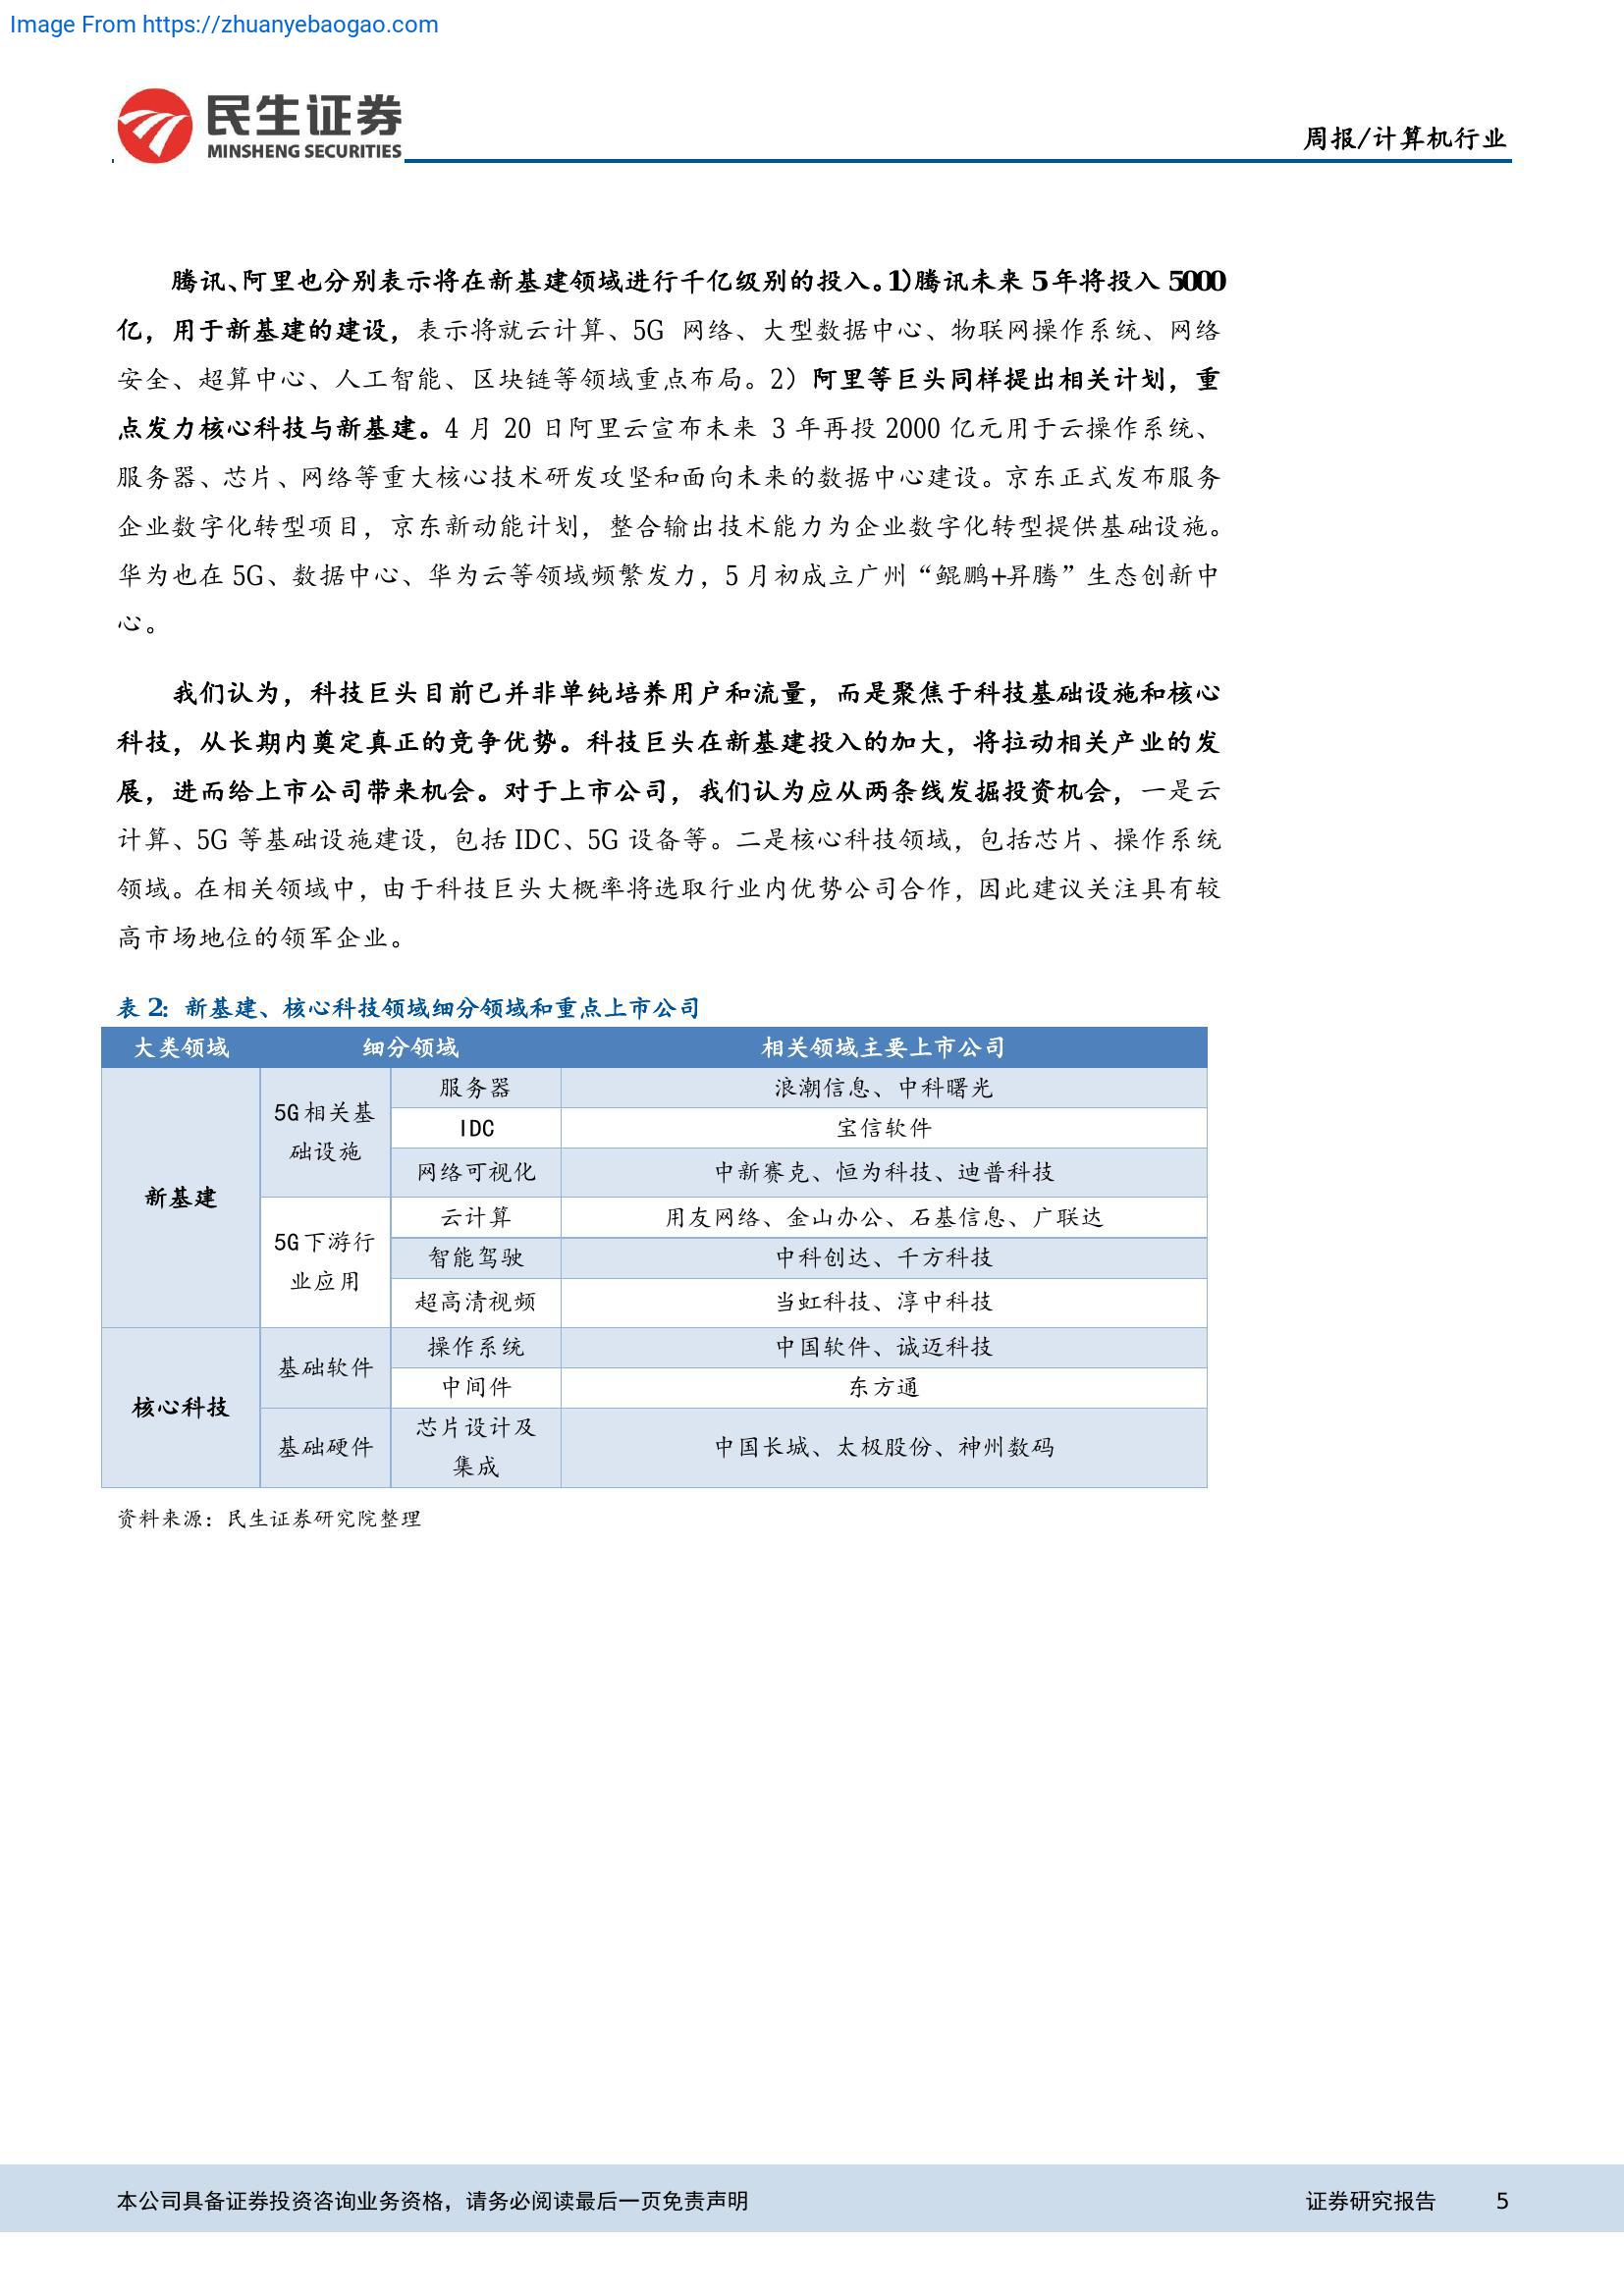 Image From https://zhuanyebaogao.com
民生证券
MINSHENG SECURITIES
周报/计算机行业
腾讯、阿里也分别表示将在新基建领域进行千亿级别的投入。1）腾讯未来 5 年将投入 5000
亿，用于新基建的建设，表示将就云计算、5G 网络、大型数据中心、物联网操作系统、网络
安全、超算中心、人工智能、区块链等领域重点布局。2）阿里等巨头同样提出相关计划，重
点发力核心科技与新基建。4 月 20 日阿里云宣布未来 3 年再投 2000 亿元用于云操作系统、
服务器、芯片、网络等重大核心技术研发攻坚和面向未来的数据中心建设。京东正式发布服务
企业数字化转型项目，京东新动能计划，整合输出技术能力为企业数字化转型提供基础设施。
华为也在 5G、数据中心、华为云等领域频繁发力，5 月初成立广州“鲲鹏+昇腾”生态创新中
心。
我们认为，科技巨头目前已并非单纯培养用户和流量，而是聚焦于科技基础设施和核心
科技，从长期内奠定真正的竞争优势。科技巨头在新基建投入的加大，将拉动相关产业的发
展，进而给上市公司带来机会。对于上市公司，我们认为应从两条线发掘投资机会，一是云
计算、5G 等基础设施建设，包括 IDC、5G 设备等。二是核心科技领域，包括芯片、操作系统
领域。在相关领域中，由于科技巨头大概率将选取行业内优势公司合作，因此建议关注具有较
高市场地位的领军企业。
表 2：新基建、核心科技领域细分领域和重点上市公司
大类领域 细分领域 相关领域主要上市公司
新基建
5G相关基
础设施
服务器 浪潮信息、中科曙光
IDC 宝信软件
网络可视化 中新赛克、恒为科技、迪普科技
5G下游行
业应用
云计算 用友网络、金山办公、石基信息、广联达
智能驾驶 中科创达、千方科技
超高清视频 当虹科技、淳中科技
核心科技
基础软件
操作系统 中国软件、诚迈科技
中间件 东方通
基础硬件
芯片设计及
集成
中国长城、太极股份、神州数码
资料来源：民生证券研究院整理
本公司具备证券投资咨询业务资格，请务必阅读最后一页免责声明 证券研究报告 5